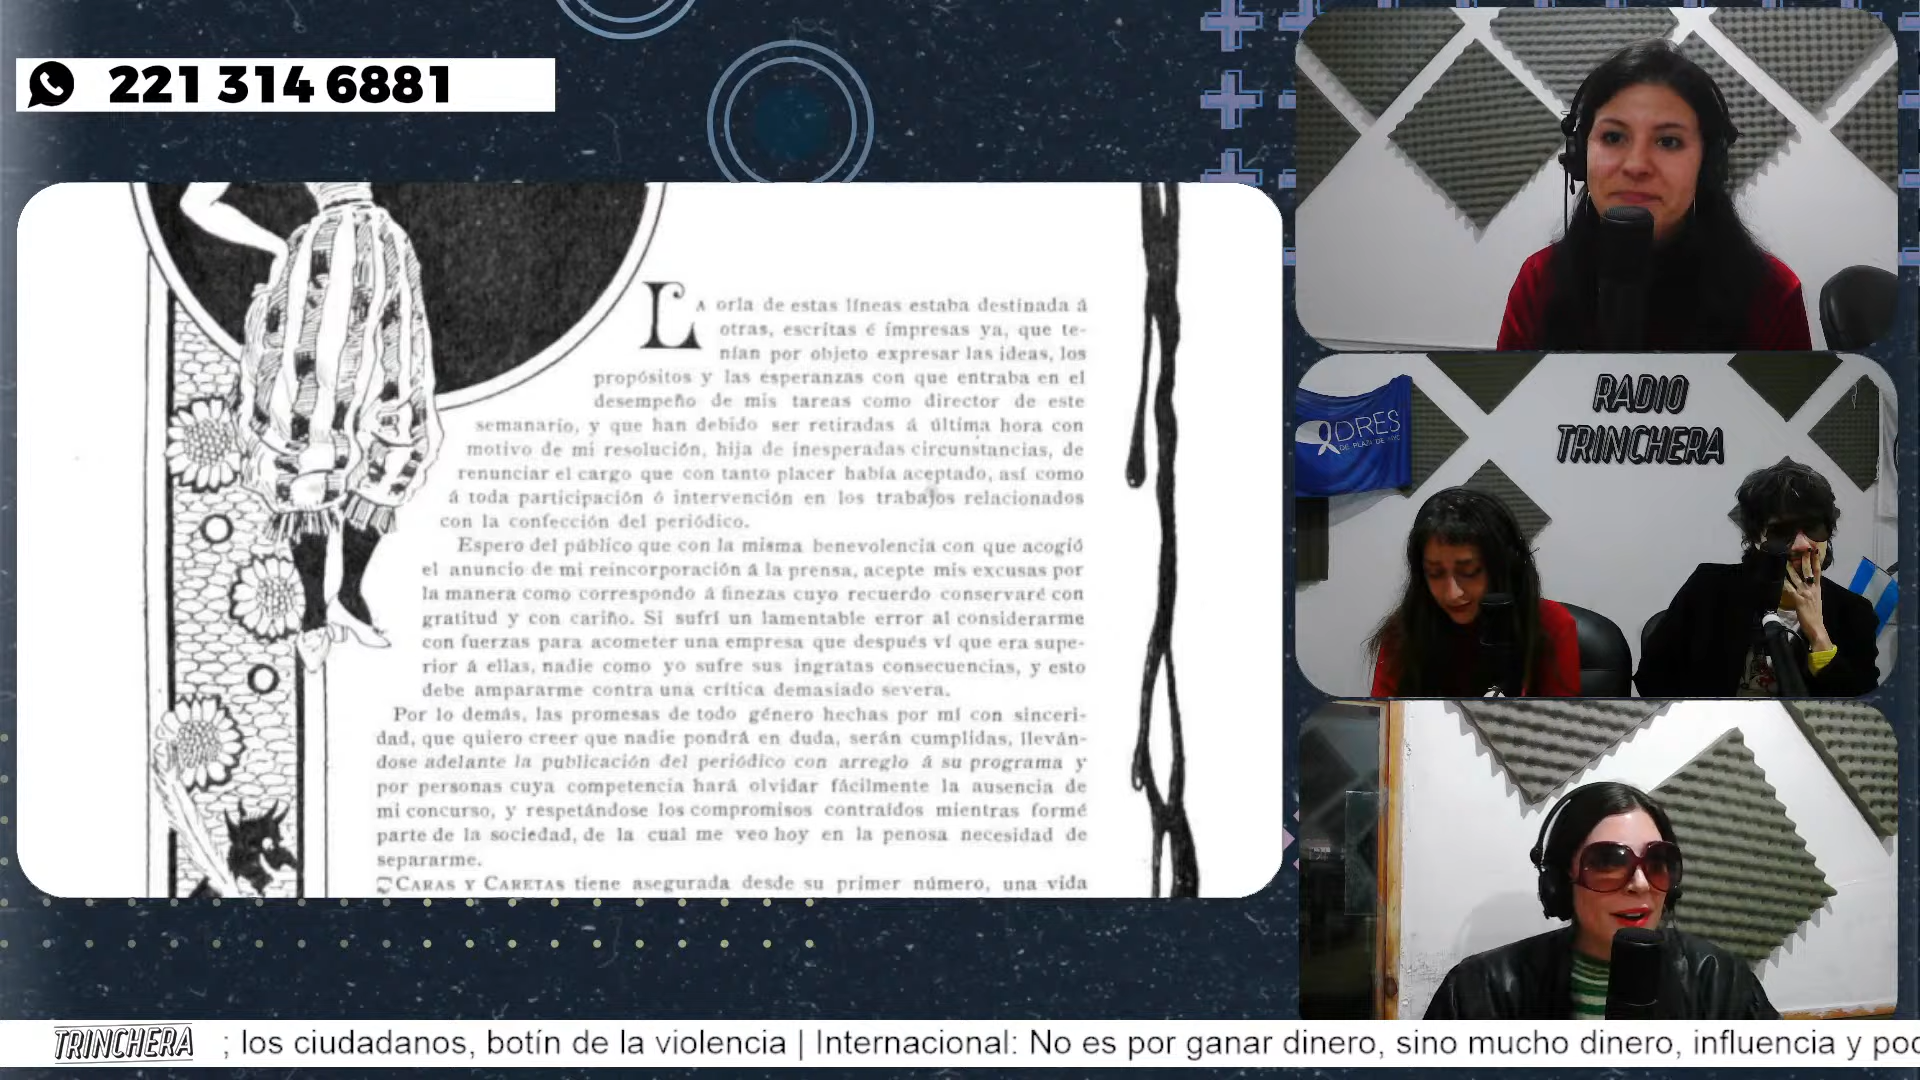 221 314 6881
LA orla de estas líneas estaba destinada á
otras, escritas é impresas ya, que te-
nían por objeto expresar las ideas, los
propósitos y las esperanzas con que entraba en el
desempeño de mis tareas como director de este
semanario, y que han debido ser retiradas á última hora con
motivo de mi resolución, hija de inesperadas circunstancias, de
renunciar el cargo que con tanto placer había aceptado, así como
á toda participación ó intervención en los trabajos relacionados
con la confección del periódico.
Espero del público que con la misma benevolencia con que acogió
el anuncio de mi reincorporación á la prensa, acepte mis excusas por
la manera como correspondo á finezas cuyo recuerdo conservaré con
gratitud y con cariño. Si sufrí un lamentable error al considerarme
con fuerzas para acometer una empresa que después ví que era supe-
rior á ellas, nadie como yo sufre sus ingratas consecuencias, y esto
debe ampararme contra una crítica demasiado severa.
Por lo demás, las promesas de todo género hechas por mí con sinceri-
dad, que quiero creer que nadie pondrá en duda, serán cumplidas, lleván-
dose adelante la publicación del periódico con arreglo á su programa y
por personas cuya competencia hará olvidar fácilmente la ausencia de
mi concurso, y respetándose los compromisos contraídos mientras formé
parte de la sociedad, de la cual me veo hoy en la penosa necesidad de
separarme.
CARAS Y CARETAS tiene asegurada desde su primer número, una vida
RADIO
TRINCHERA
DRES
DE PLAZA DE MAYO
TRINCHERA ; los ciudadanos, botín de la violencia | Internacional: No es por ganar dinero, sino mucho dinero, influencia y poc